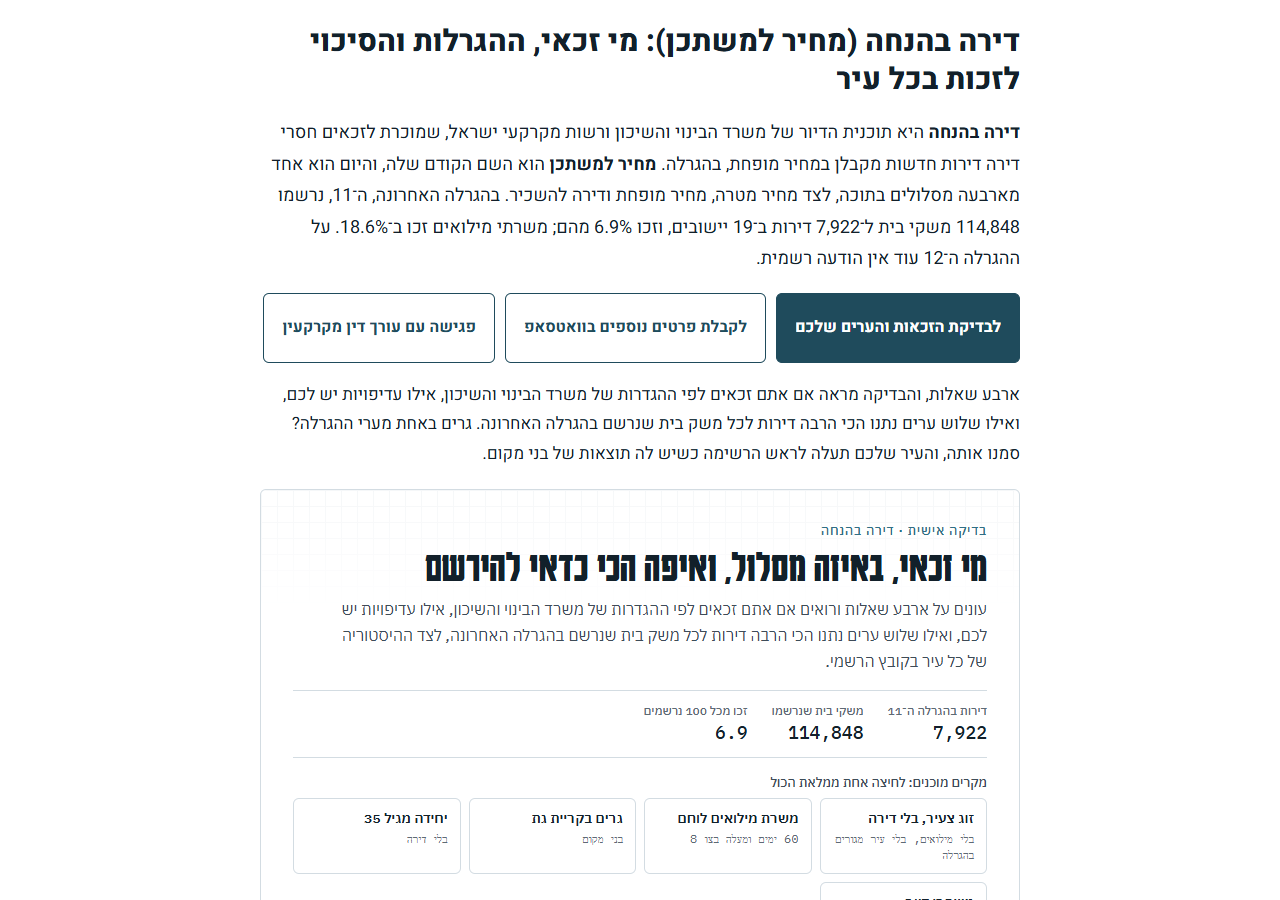 דירה בהנחה (מחיר למשתכן): מי זכאי, ההגרלות והסיכוי
לזכות בכל עיר
דירה בהנחה היא תוכנית הדיור של משרד הבינוי והשיכון ורשות מקרקעי ישראל, שמוכרת לזכאים חסרי
דירה דירות חדשות מקבלן במחיר מופחת, בהגרלה. מחיר למשתכן הוא השם הקודם שלה, והיום הוא אחד
מארבעה מסלולים בתוכה, לצד מחיר מטרה, מחיר מופחת ודירה להשכיר. בהגרלה האחרונה, ה־11, נרשמו
114,848 משקי בית ל־7,922 דירות ב־19 יישובים, וזכו 6.9% מהם; משרתי מילואים זכו ב־18.6%. על
ההגרלה ה־12 עוד אין הודעה רשמית.
לבדיקת הזכאות והערים שלכם
לקבלת פרטים נוספים בוואטסאפ
פגישה עם עורך דין מקרקעין
ארבע שאלות, והבדיקה מראה אם אתם זכאים לפי ההגדרות של משרד הבינוי והשיכון, אילו עדיפויות יש לכם,
ואילו שלוש ערים נתנו הכי הרבה דירות לכל משק בית שנרשם בהגרלה האחרונה. גרים באחת מערי ההגרלה?
סמנו אותה, והעיר שלכם תעלה לראש הרשימה כשיש לה תוצאות של בני מקום.
בדיקה אישית · דירה בהנחה
מי זכאי, באיזה מסלול, ואיפה הכי כדאי להירשם
עונים על ארבע שאלות ורואים אם אתם זכאים לפי ההגדרות של משרד הבינוי והשיכון, אילו עדיפויות יש
לכם, ואילו שלוש ערים נתנו הכי הרבה דירות לכל משק בית שנרשם בהגרלה האחרונה, לצד ההיסטוריה
של כל עיר בקובץ הרשמי.
דירות בהגרלה ה־11
7,922
משקי בית שנרשמו
114,848
זכו מכל 100 נרשמים
6.9
מקרים מוכנים: לחיצה אחת ממלאת הכול
זוג צעיר, בלי דירה
בלי מילואים, בלי עיר מגורים
בהגרלה
משרת מילואים לוחם
60 ימים ומעלה בצו 8
גרים בקריית גת
בני מקום
יחידה מגיל 35
בלי דירה